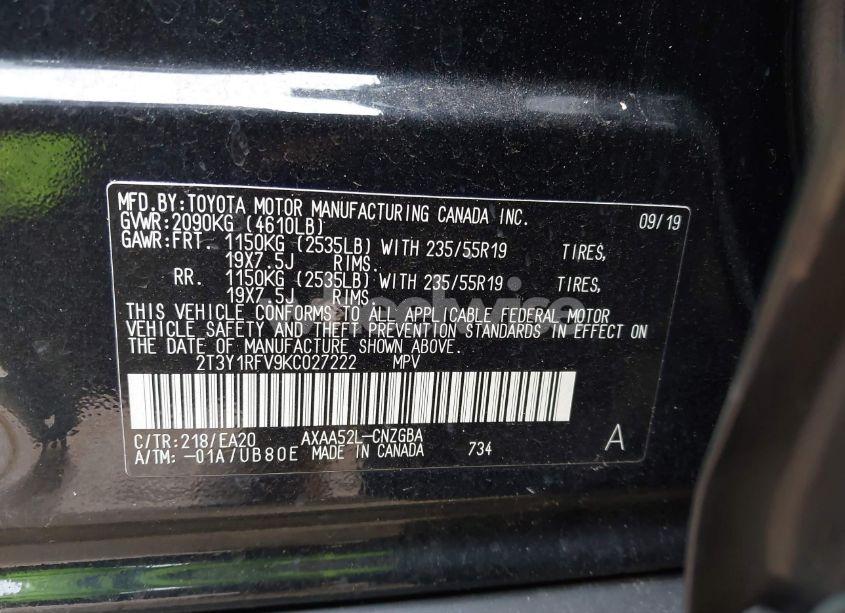 MFD.BY:TOYOTA MOTOR MANUFACTURING CANADA INC. 09/19
GVWR:2090KG (4610LB)
GAWR:FRT. 1150KG (2535LB) WITH 235/55R19 TIRES,
19X7.5J RIMS.
RR. 1150KG (2535LB) WITH 235/55R19 TIRES,
19X7.5J RIMS.
THIS VEHICLE CONFORMS TO ALL APPLICABLE FEDERAL MOTOR
VEHICLE SAFETY AND THEFT PREVENTION STANDARDS IN EFFECT ON
THE DATE OF MANUFACTURE SHOWN ABOVE.
2T3Y1RFV9KC027222 MPV
C/TR:218/EA20 AXAA52L-CNZGBA
A/TM: -01A/UB80E MADE IN CANADA 734 A